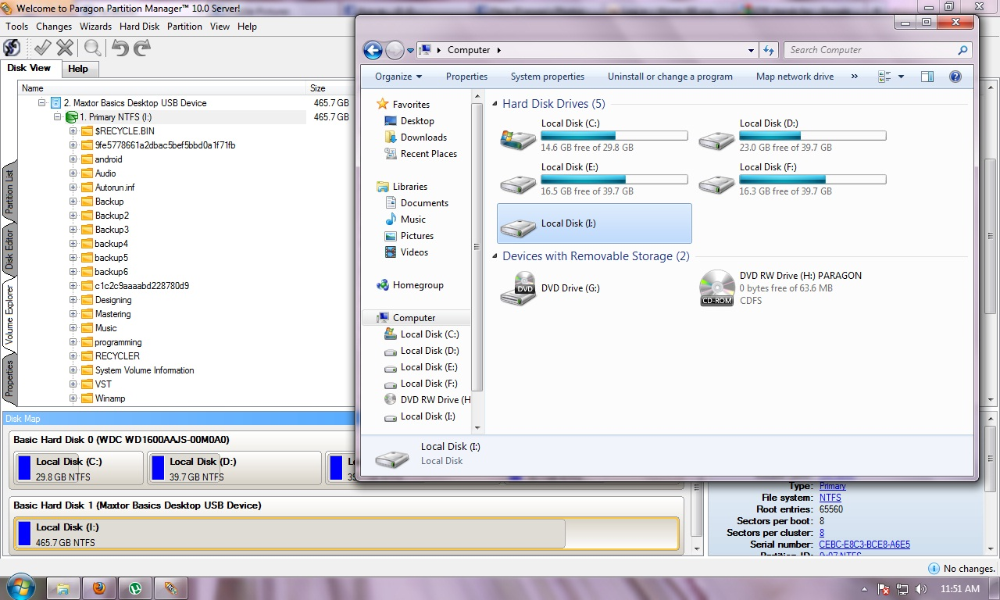 Welcome to Paragon Partition Manager™ 10.0 Server!
Tools Changes Wizards Hard Disk Partition View Help
Disk View Help
Name Size
2. Maxtor Basics Desktop USB Device 465.7 GB
1. Primary NTFS (I:) 465.7 GB
$RECYCLE.BIN
9fe5778661a2dbac5bef5bbd0a1f71fb
android
Audio
Autorun.inf
Backup
Backup2
Backup3
backup4
backup5
backup6
c1c2c9aaaabd228780d9
Designing
Mastering
Music
programming
RECYCLER
System Volume Information
VST
Winamp
Partition List
Disk Editor
Volume Explorer
Properties
Disk Map
Basic Hard Disk 0 (WDC WD1600AAJS-00M0A0)
Local Disk (C:)
29.8 GB NTFS
Local Disk (D:)
39.7 GB NTFS
Basic Hard Disk 1 (Maxtor Basics Desktop USB Device)
Local Disk (I:)
465.7 GB NTFS
Computer
Search Computer
Organize Properties System properties Uninstall or change a program Map network drive »
Favorites
Desktop
Downloads
Recent Places
Libraries
Documents
Music
Pictures
Videos
Homegroup
Computer
Local Disk (C:)
Local Disk (D:)
Local Disk (E:)
Local Disk (F:)
DVD RW Drive (H
Local Disk (I:)
Hard Disk Drives (5)
Local Disk (C:)
14.6 GB free of 29.8 GB
Local Disk (D:)
23.0 GB free of 39.7 GB
Local Disk (E:)
16.5 GB free of 39.7 GB
Local Disk (F:)
16.3 GB free of 39.7 GB
Local Disk (I:)
Devices with Removable Storage (2)
DVD
DVD Drive (G:)
CD-ROM
DVD RW Drive (H:) PARAGON
0 bytes free of 63.6 MB
CDFS
Local Disk (I:)
Local Disk
Type: Primary
File system: NTFS
Root entries: 65560
Sectors per boot: 8
Sectors per cluster: 8
Serial number: CEBC-E8C3-BCE8-A6E5
Partition ID: 0x07 NTFS
No changes.
11:51 AM